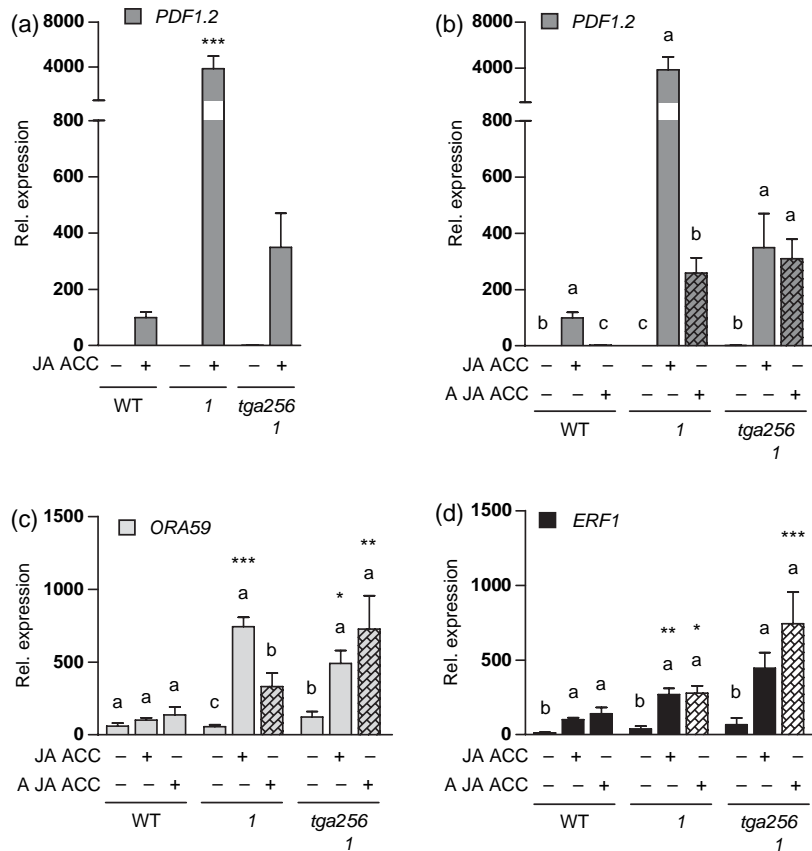 (a)
PDF1.2
8000
4000
800
600
400
200
0
Rel. expression
***
JA ACC – + – + – +
WT 1 tga256
1
(b)
PDF1.2
8000
4000
800
600
400
200
0
Rel. expression
b a c c a b b a a
JA ACC – + – – + – – + –
A JA ACC – – + – – + – – +
WT 1 tga256
1
(c)
ORA59
1500
1000
500
0
Rel. expression
*** * **
a a a c a b b a a
JA ACC – + – – + – – + –
A JA ACC – – + – – + – – +
WT 1 tga256
1
(d)
ERF1
1500
1000
500
0
Rel. expression
** * ***
b a a b a a b a a
JA ACC – + – – + – – + –
A JA ACC – – + – – + – – +
WT 1 tga256
1